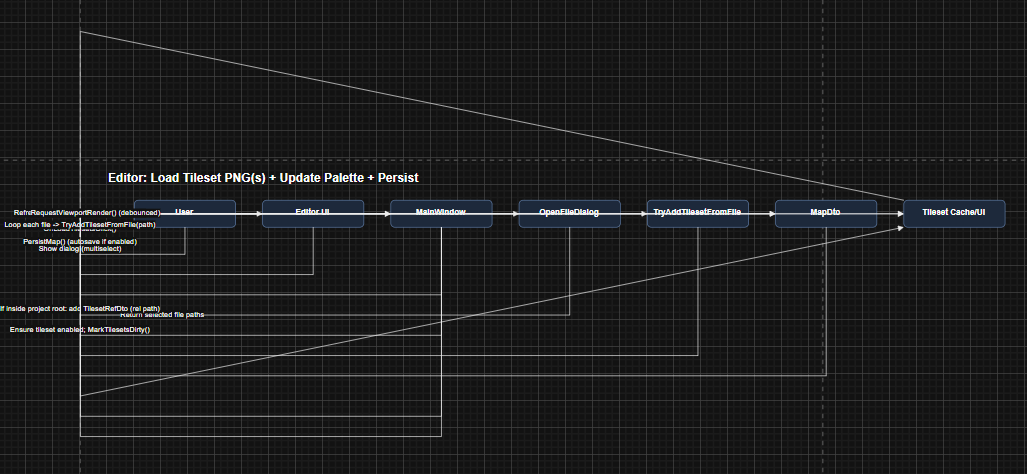 Editor: Load Tileset PNG(s) + Update Palette + Persist
User
Editor UI
MainWindow
OpenFileDialog
TryAddTilesetFromFile
MapDto
Tileset Cache/UI
RequestViewportRender() (debounced)
Loop each file -> TryAddTilesetFromFile(path)
PersistMap() (autosave if enabled)
Show dialog (multiselect)
If inside project root: add TilesetRefDto (rel path)
Return selected file paths
Ensure tileset enabled; MarkTilesetsDirty()